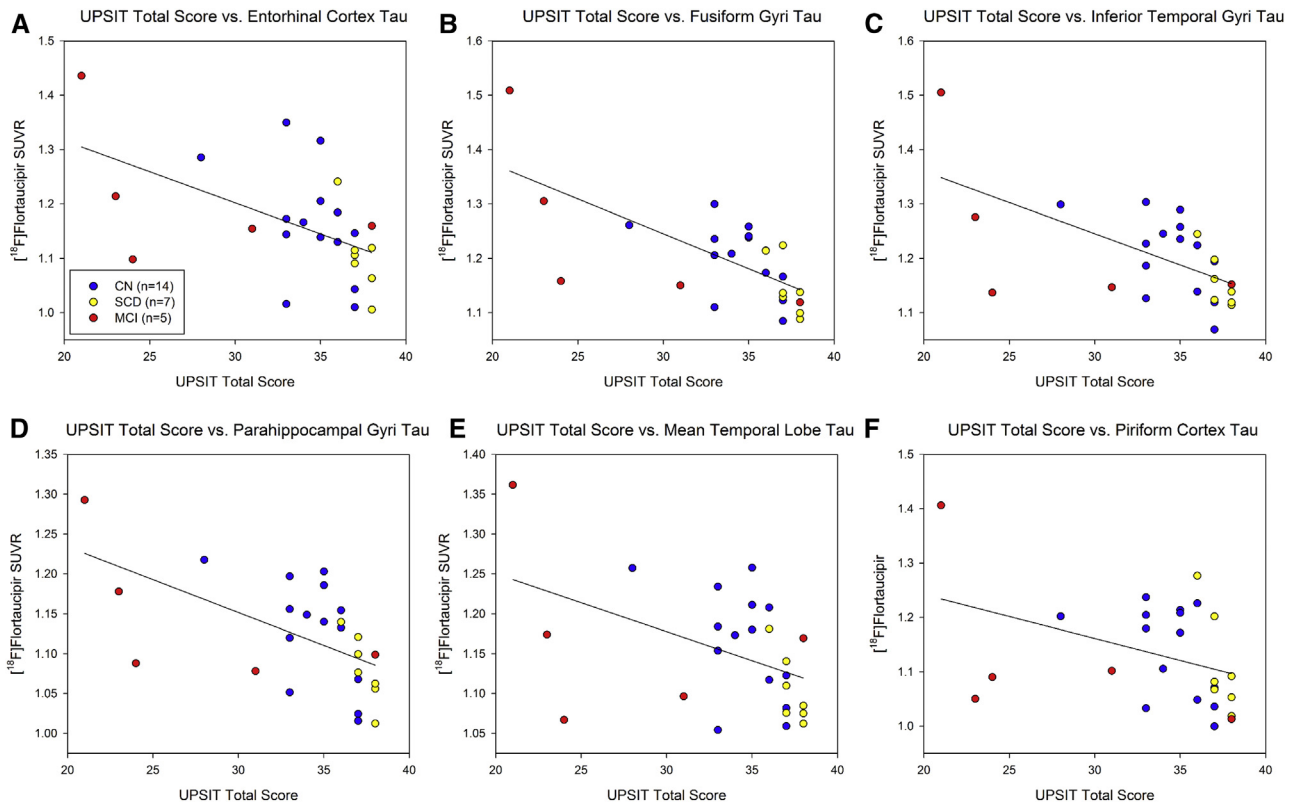 A
UPSIT Total Score vs. Entorhinal Cortex Tau
[18F]Flortaucipir SUVR
1.5
1.4
1.3
1.2
1.1
1.0
CN (n=14)
SCD (n=7)
MCI (n=5)
20 25 30 35 40
UPSIT Total Score
B
UPSIT Total Score vs. Fusiform Gyri Tau
[18F]Flortaucipir SUVR
1.6
1.5
1.4
1.3
1.2
1.1
20 25 30 35 40
UPSIT Total Score
C
UPSIT Total Score vs. Inferior Temporal Gyri Tau
[18F]Flortaucipir SUVR
1.6
1.5
1.4
1.3
1.2
1.1
20 25 30 35 40
UPSIT Total Score
D
UPSIT Total Score vs. Parahippocampal Gyri Tau
[18F]Flortaucipir SUVR
1.35
1.30
1.25
1.20
1.15
1.10
1.05
1.00
20 25 30 35 40
UPSIT Total Score
E
UPSIT Total Score vs. Mean Temporal Lobe Tau
[18F]Flortaucipir SUVR
1.40
1.35
1.30
1.25
1.20
1.15
1.10
1.05
20 25 30 35 40
UPSIT Total Score
F
UPSIT Total Score vs. Piriform Cortex Tau
[18F]Flortaucipir
1.5
1.4
1.3
1.2
1.1
1.0
20 25 30 35 40
UPSIT Total Score